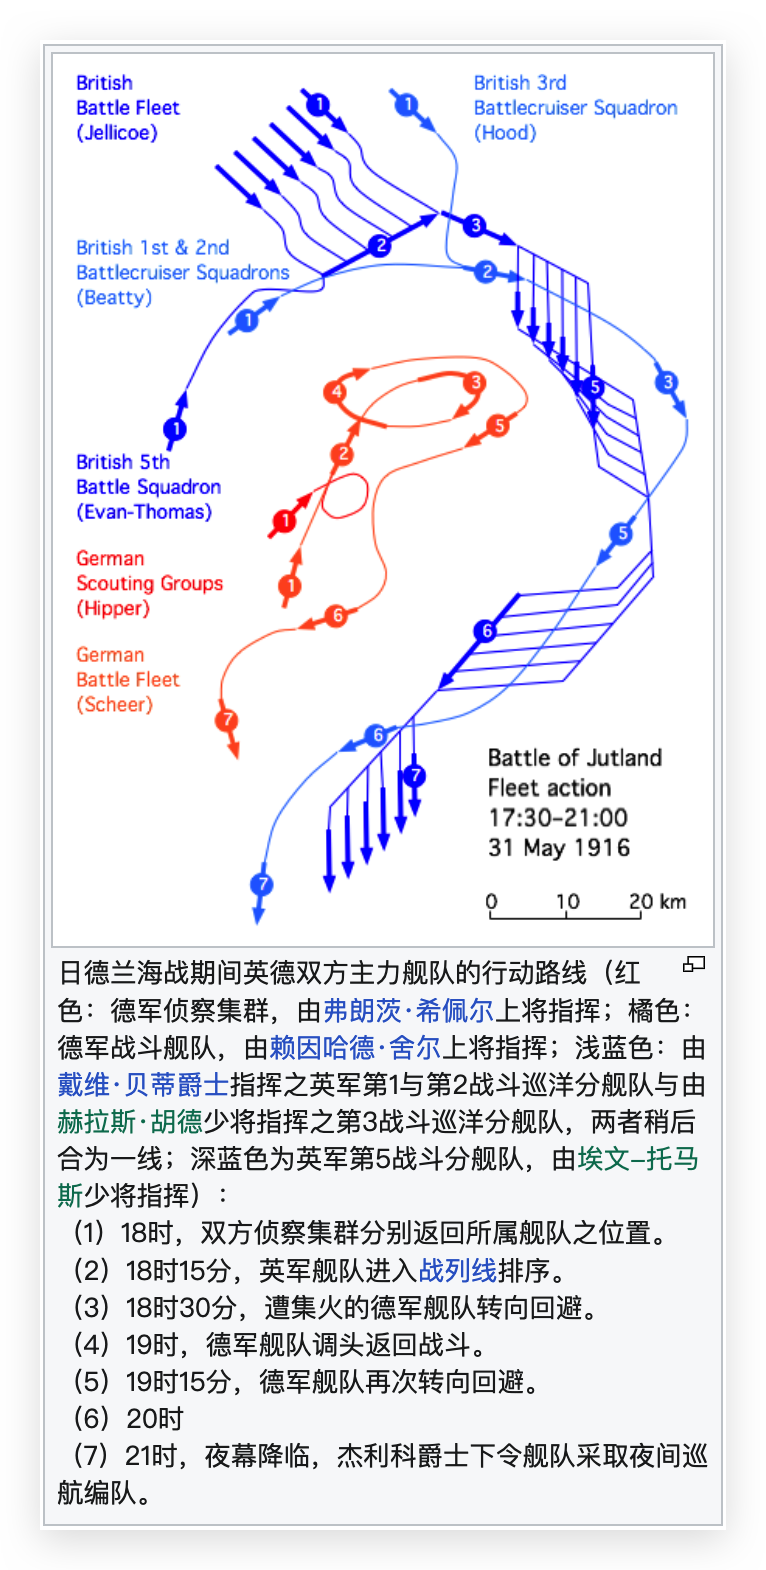 British
Battle Fleet
(Jellicoe)
British 3rd
Battlecruiser Squadron
(Hood)
1
1
3
2
British 1st & 2nd
Battlecruiser Squadrons
(Beatty)
2
1
3
4
3
5
5
1
2
British 5th
Battle Squadron
(Evan-Thomas)
1
5
German
Scouting Groups
(Hipper)
1
6
6
German
Battle Fleet
(Scheer)
7
6
7
Battle of Jutland
Fleet action
17:30–21:00
31 May 1916
7
0 10 20 km
日德兰海战期间英德双方主力舰队的行动路线（红
色：德军侦察集群，由弗朗茨·希佩尔上将指挥；橘色：
德军战斗舰队，由赖因哈德·舍尔上将指挥；浅蓝色：由
戴维·贝蒂爵士指挥之英军第1与第2战斗巡洋分舰队与由
赫拉斯·胡德少将指挥之第3战斗巡洋分舰队，两者稍后
合为一线；深蓝色为英军第5战斗分舰队，由埃文–托马
斯少将指挥）：
（1）18时，双方侦察集群分别返回所属舰队之位置。
（2）18时15分，英军舰队进入战列线排序。
（3）18时30分，遭集火的德军舰队转向回避。
（4）19时，德军舰队调头返回战斗。
（5）19时15分，德军舰队再次转向回避。
（6）20时
（7）21时，夜幕降临，杰利科爵士下令舰队采取夜间巡
航编队。